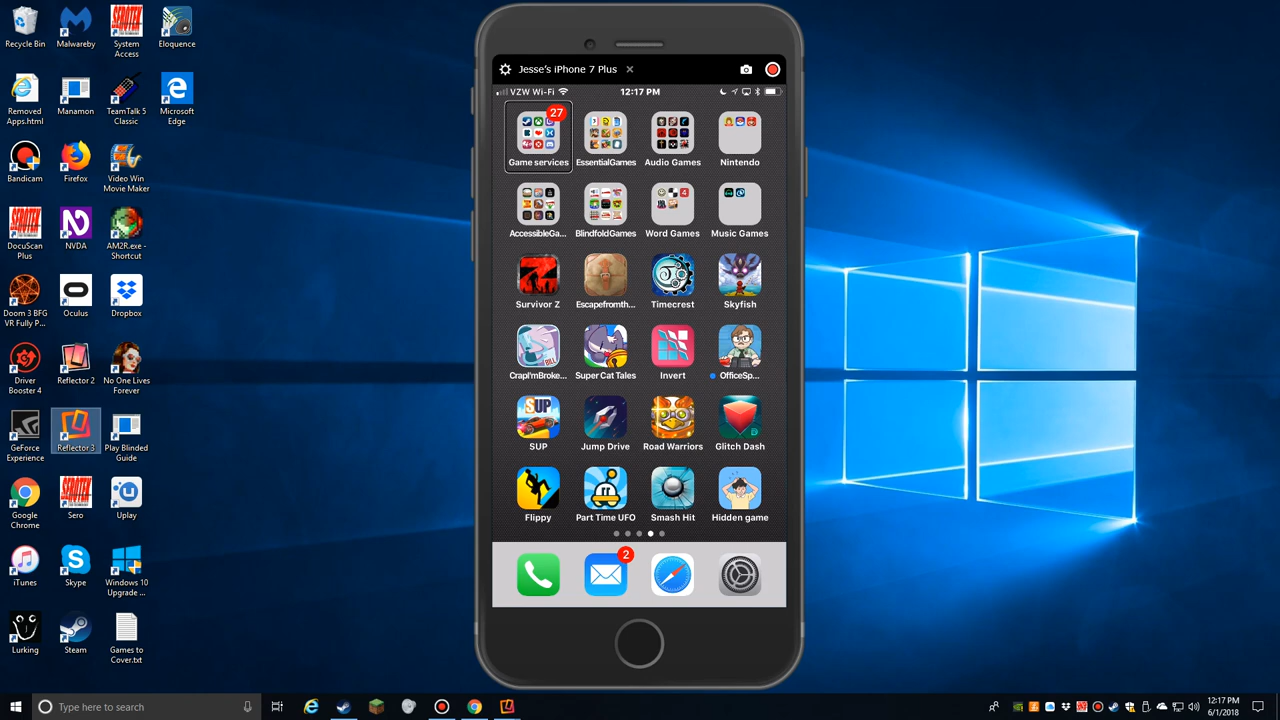 Recycle Bin
Malwareby
System
Access
Eloquence
Removed
Apps.html
Manamon
TeamTalk 5
Classic
Microsoft
Edge
Bandicam
Firefox
Video Win
Movie Maker
DocuScan
Plus
NVDA
AM2R.exe -
Shortcut
Doom 3 BFG
VR Fully P...
Oculus
Dropbox
Driver
Booster 4
Reflector 2
No One Lives
Forever
GeForce
Experience
Reflector 3
Play Blinded
Guide
Google
Chrome
Sero
Uplay
iTunes
Skype
Windows 10
Upgrade ...
Lurking
Steam
Games to
Cover.txt
SEROTEK
SEROTEK
SEROTEK
Jesse's iPhone 7 Plus
VZW Wi-Fi
12:17 PM
27
Game services
EssentialGames
Audio Games
Nintendo
4
AccessibleGa...
BlindfoldGames
Word Games
Music Games
Survivor Z
Escapefromth...
Timecrest
Skyfish
BILL
CrapI'mBroke...
Super Cat Tales
Invert
OfficeSp...
SUP
SUP
Jump Drive
Road Warriors
Glitch Dash
Flippy
Part Time UFO
Smash Hit
Hidden game
2
Type here to search
12:17 PM
6/1/2018